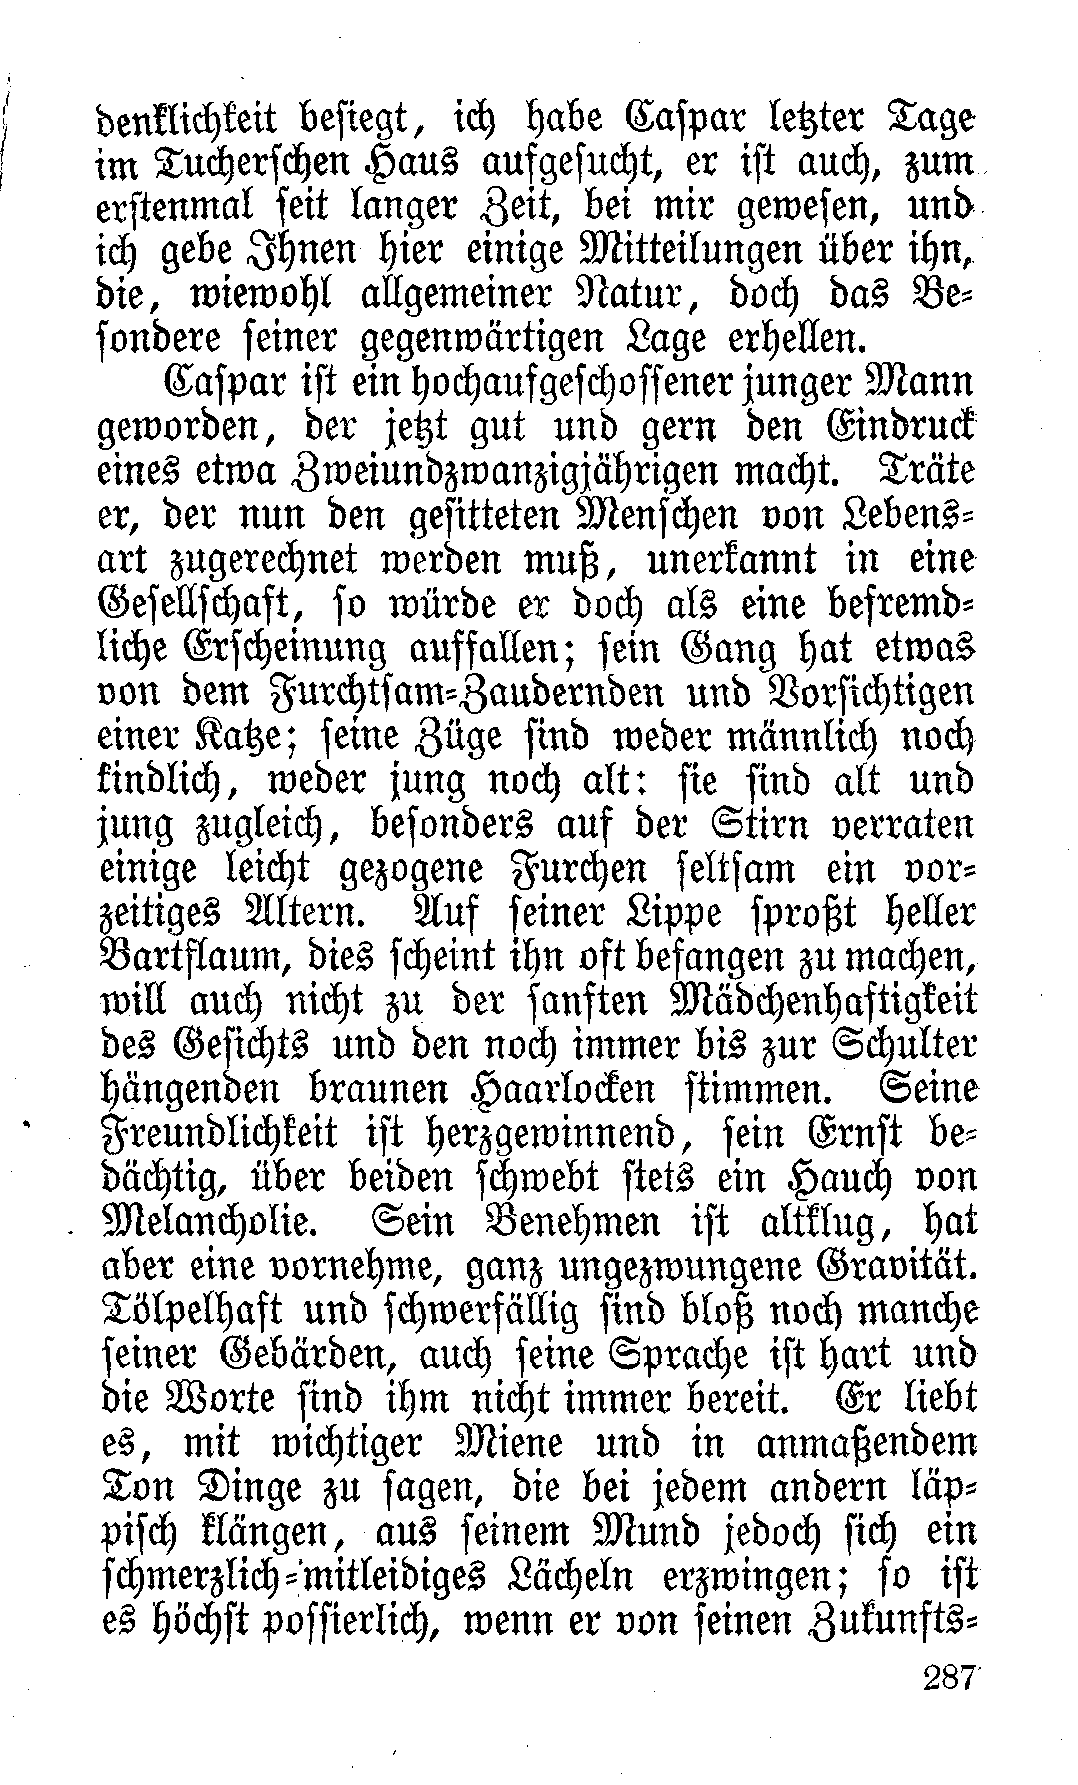 denklichkeit besiegt, ich habe Caspar letzter Tage
im Tucherschen Haus aufgesucht, er ist auch, zum
erstenmal seit langer Zeit, bei mir gewesen, und
ich gebe Ihnen hier einige Mitteilungen über ihn,
die, wiewohl allgemeiner Natur, doch das Be-
sondere seiner gegenwärtigen Lage erhellen.
Caspar ist ein hochaufgeschossener junger Mann
geworden, der jetzt gut und gern den Eindruck
eines etwa Zweiundzwanzigjährigen macht. Träte
er, der nun den gesitteten Menschen von Lebens-
art zugerechnet werden muß, unerkannt in eine
Gesellschaft, so würde er doch als eine befremd-
liche Erscheinung auffallen; sein Gang hat etwas
von dem Furchtsam-Zaudernden und Vorsichtigen
einer Katze; seine Züge sind weder männlich noch
kindlich, weder jung noch alt: sie sind alt und
jung zugleich, besonders auf der Stirn verraten
einige leicht gezogene Furchen seltsam ein vor-
zeitiges Altern. Auf seiner Lippe sproßt heller
Bartflaum, dies scheint ihn oft befangen zu machen,
will auch nicht zu der sanften Mädchenhaftigkeit
des Gesichts und den noch immer bis zur Schulter
hängenden braunen Haarlocken stimmen. Seine
Freundlichkeit ist herzgewinnend, sein Ernst be-
dächtig, über beiden schwebt stets ein Hauch von
Melancholie. Sein Benehmen ist altklug, hat
aber eine vornehme, ganz ungezwungene Gravität.
Tölpelhaft und schwerfällig sind bloß noch manche
seiner Gebärden, auch seine Sprache ist hart und
die Worte sind ihm nicht immer bereit. Er liebt
es, mit wichtiger Miene und in anmaßendem
Ton Dinge zu sagen, die bei jedem andern läp-
pisch klängen, aus seinem Mund jedoch sich ein
schmerzlich-mitleidiges Lächeln erzwingen; so ist
es höchst possierlich, wenn er von seinen Zukunfts-
287